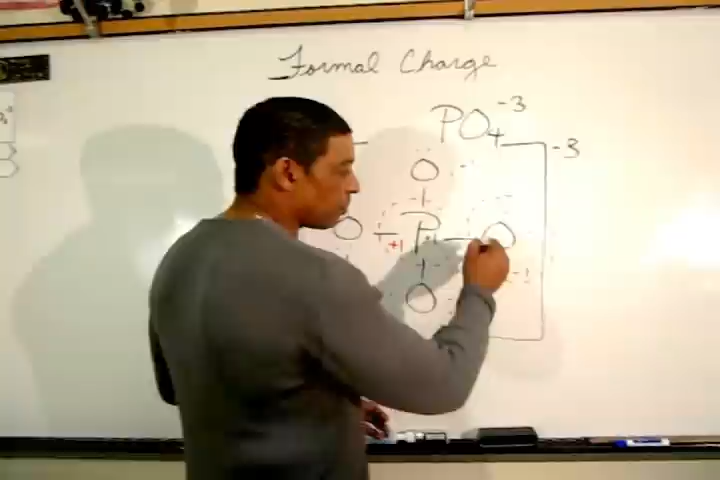 Formal Charge
PO₄⁻³
-3
O
O P O
+1
-1
O